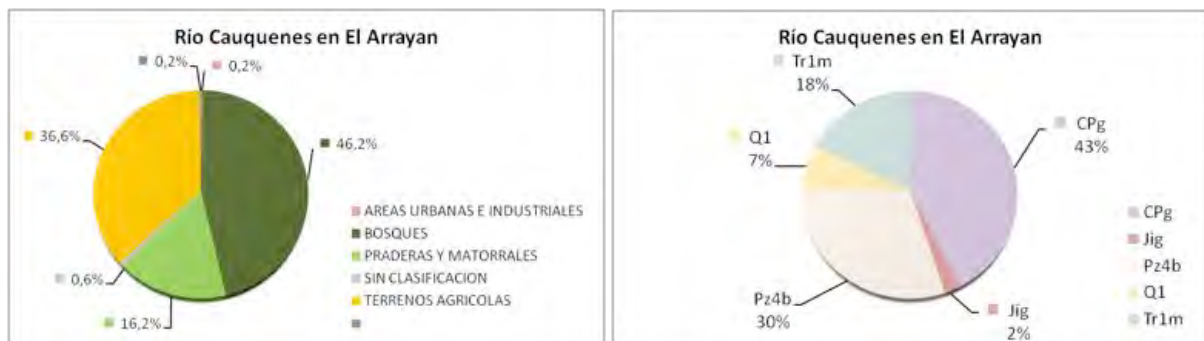 Río Cauquenes en El Arrayan
0,2%
0,2%
36,6%
46,2%
AREAS URBANAS E INDUSTRIALES
BOSQUES
PRADERAS Y MATORRALES
SIN CLASIFICACION
TERRENOS AGRICOLAS
0,6%
16,2%
Río Cauquenes en El Arrayan
Tr1m
18%
Q1
7%
CPg
43%
Pz4b
30%
Jig
2%
CPg
Jig
Pz4b
Q1
Tr1m